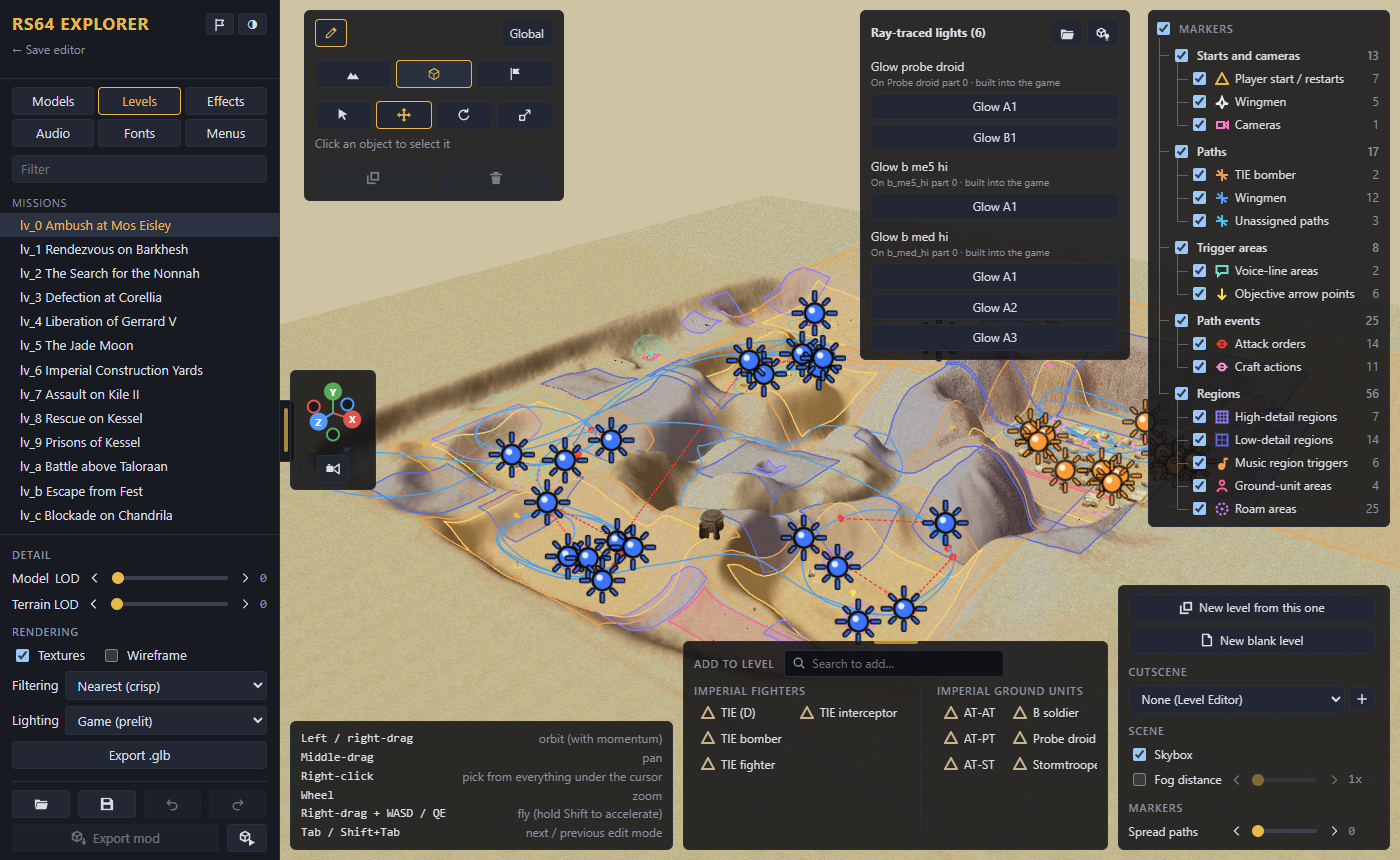 RS64 EXPLORER
← Save editor
Models
Levels
Effects
Audio
Fonts
Menus
Filter
MISSIONS
lv_0 Ambush at Mos Eisley
lv_1 Rendezvous on Barkhesh
lv_2 The Search for the Nonnah
lv_3 Defection at Corellia
lv_4 Liberation of Gerrard V
lv_5 The Jade Moon
lv_6 Imperial Construction Yards
lv_7 Assault on Kile II
lv_8 Rescue on Kessel
lv_9 Prisons of Kessel
lv_a Battle above Taloraan
lv_b Escape from Fest
lv_c Blockade on Chandrila
DETAIL
Model LOD 0
Terrain LOD 0
RENDERING
Textures
Wireframe
Filtering Nearest (crisp)
Lighting Game (prelit)
Export .glb
Export mod
Global
Click an object to select it
Y
X
Z
Left / right-drag orbit (with momentum)
Middle-drag pan
Right-click pick from everything under the cursor
Wheel zoom
Right-drag + WASD / QE fly (hold Shift to accelerate)
Tab / Shift+Tab next / previous edit mode
Ray-traced lights (6)
Glow probe droid
On Probe droid part 0 · built into the game
Glow A1
Glow B1
Glow b me5 hi
On b_me5_hi part 0 · built into the game
Glow A1
Glow b med hi
On b_med_hi part 0 · built into the game
Glow A1
Glow A2
Glow A3
ADD TO LEVEL
Search to add...
IMPERIAL FIGHTERS
TIE (D)
TIE interceptor
TIE bomber
TIE fighter
IMPERIAL GROUND UNITS
AT-AT
B soldier
AT-PT
Probe droid
AT-ST
Stormtroope
MARKERS
Starts and cameras 13
Player start / restarts 7
Wingmen 5
Cameras 1
Paths 17
TIE bomber 2
Wingmen 12
Unassigned paths 3
Trigger areas 8
Voice-line areas 2
Objective arrow points 6
Path events 25
Attack orders 14
Craft actions 11
Regions 56
High-detail regions 7
Low-detail regions 14
Music region triggers 6
Ground-unit areas 4
Roam areas 25
New level from this one
New blank level
CUTSCENE
None (Level Editor)
SCENE
Skybox
Fog distance 1x
MARKERS
Spread paths 0